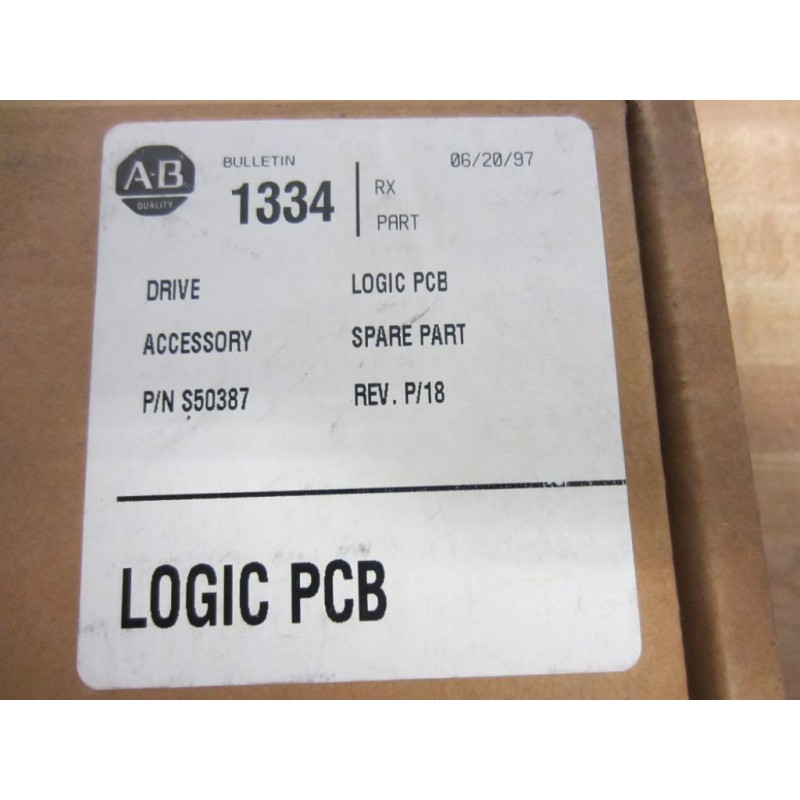 A-B
QUALITY
BULLETIN
1334
RX
PART
06/20/97
DRIVE LOGIC PCB
ACCESSORY SPARE PART
P/N S50387 REV. P/18
LOGIC PCB